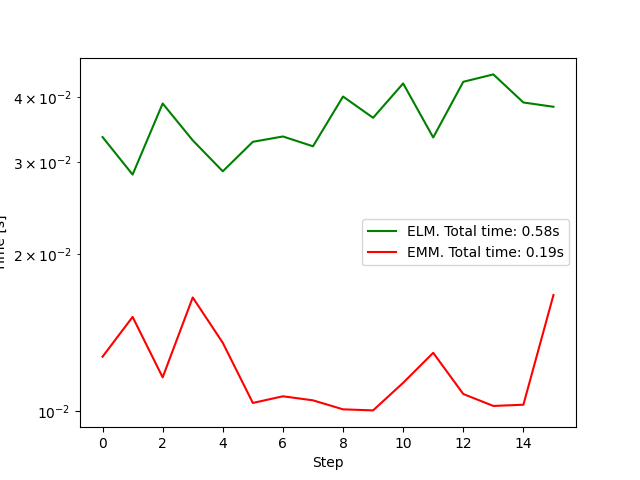 4 × 10⁻²
3 × 10⁻²
2 × 10⁻²
10⁻²
ELM. Total time: 0.58s
EMM. Total time: 0.19s
0 2 4 6 8 10 12 14
Step